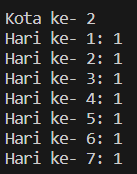 Kota ke- 2
Hari ke- 1: 1
Hari ke- 2: 1
Hari ke- 3: 1
Hari ke- 4: 1
Hari ke- 5: 1
Hari ke- 6: 1
Hari ke- 7: 1